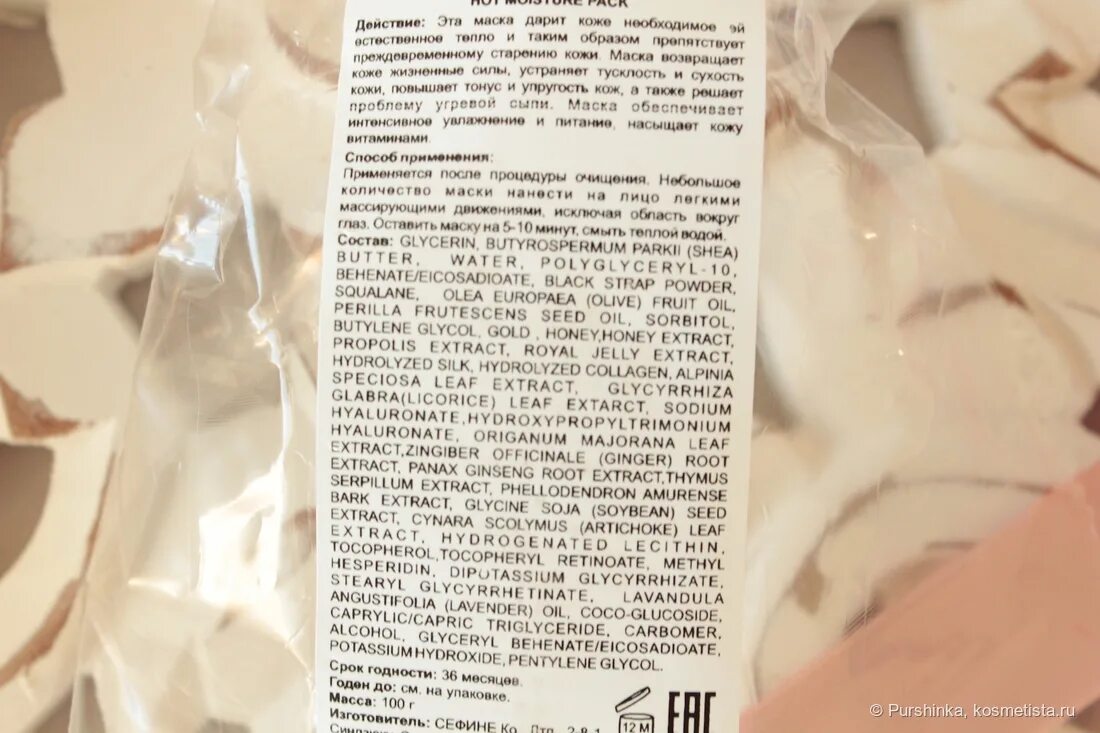 HOT MOISTURE PACK
Действие: Эта маска дарит коже необходимое эй
естественное тепло и таким образом препятствует
преждевременному старению кожи. Маска возвращает
коже жизненные силы, устраняет тусклость и сухость
кожи, повышает тонус и упругость кож, а также решает
проблему угревой сыпи. Маска обеспечивает
интенсивное увлажнение и питание, насыщает кожу
витаминами.
Способ применения:
Применяется после процедуры очищения. Небольшое
количество маски нанести на лицо легкими
массирующими движениями, исключая область вокруг
глаз. Оставить маску на 5-10 минут, смыть теплой водой.
Состав: GLYCERIN, BUTYROSPERMUM PARKII (SHEA)
BUTTER, WATER, POLYGLYCERYL-10,
BEHENATE/EICOSADIOATE, BLACK STRAP POWDER,
SQUALANE, OLEA EUROPAEA (OLIVE) FRUIT OIL,
PERILLA FRUTESCENS SEED OIL, SORBITOL,
BUTYLENE GLYCOL, GOLD , HONEY,HONEY EXTRACT,
PROPOLIS EXTRACT, ROYAL JELLY EXTRACT,
HYDROLYZED SILK, HYDROLYZED COLLAGEN, ALPINIA
SPECIOSA LEAF EXTRACT, GLYCYRRHIZA
GLABRA(LICORICE) LEAF EXTARCT, SODIUM
HYALURONATE,HYDROXYPROPYLTRIMONIUM
HYALURONATE, ORIGANUM MAJORANA LEAF
EXTRACT,ZINGIBER OFFICINALE (GINGER) ROOT
EXTRACT, PANAX GINSENG ROOT EXTRACT,THYMUS
SERPILLUM EXTRACT, PHELLODENDRON AMURENSE
BARK EXTRACT, GLYCINE SOJA (SOYBEAN) SEED
EXTRACT, CYNARA SCOLYMUS (ARTICHOKE) LEAF
EXTRACT, HYDROGENATED LECITHIN,
TOCOPHEROL,TOCOPHERYL RETINOATE, METHYL
HESPERIDIN, DIPOTASSIUM GLYCYRRHIZATE,
STEARYL GLYCYRRHETINATE, LAVANDULA
ANGUSTIFOLIA (LAVENDER) OIL, COCO-GLUCOSIDE,
CAPRYLIC/CAPRIC TRIGLYCERIDE, CARBOMER,
ALCOHOL, GLYCERYL BEHENATE/EICOSADIOATE,
POTASSIUM HYDROXIDE, PENTYLENE GLYCOL.
Срок годности: 36 месяцев.
Годен до: см. на упаковке.
Масса: 100 г
Изготовитель: СЕФИНЕ Ко., Лтд., 2-8-1,
12 M
EAC
© Purshinka, kosmetista.ru